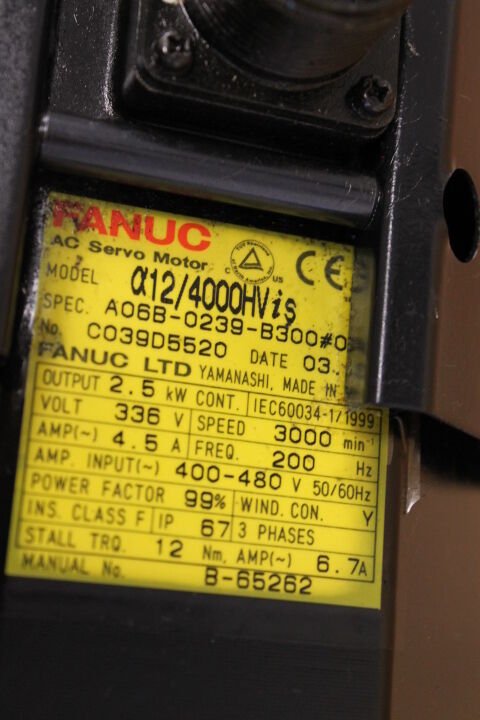 FANUC
AC Servo Motor
C US
CE
MODEL α12/4000HVis
SPEC. A06B-0239-B300#0
No. C039D5520 DATE 03.
FANUC LTD YAMANASHI, MADE IN
OUTPUT 2.5 kW CONT. IEC60034-1/1999
VOLT 336 V SPEED 3000 min⁻¹
AMP(~) 4.5 A FREQ. 200 Hz
AMP. INPUT(~) 400-480 V 50/60Hz
POWER FACTOR 99% WIND. CON. Y
INS. CLASS F IP 67 3 PHASES
STALL TRQ. 12 Nm, AMP(~) 6.7A
MANUAL No. B-65262